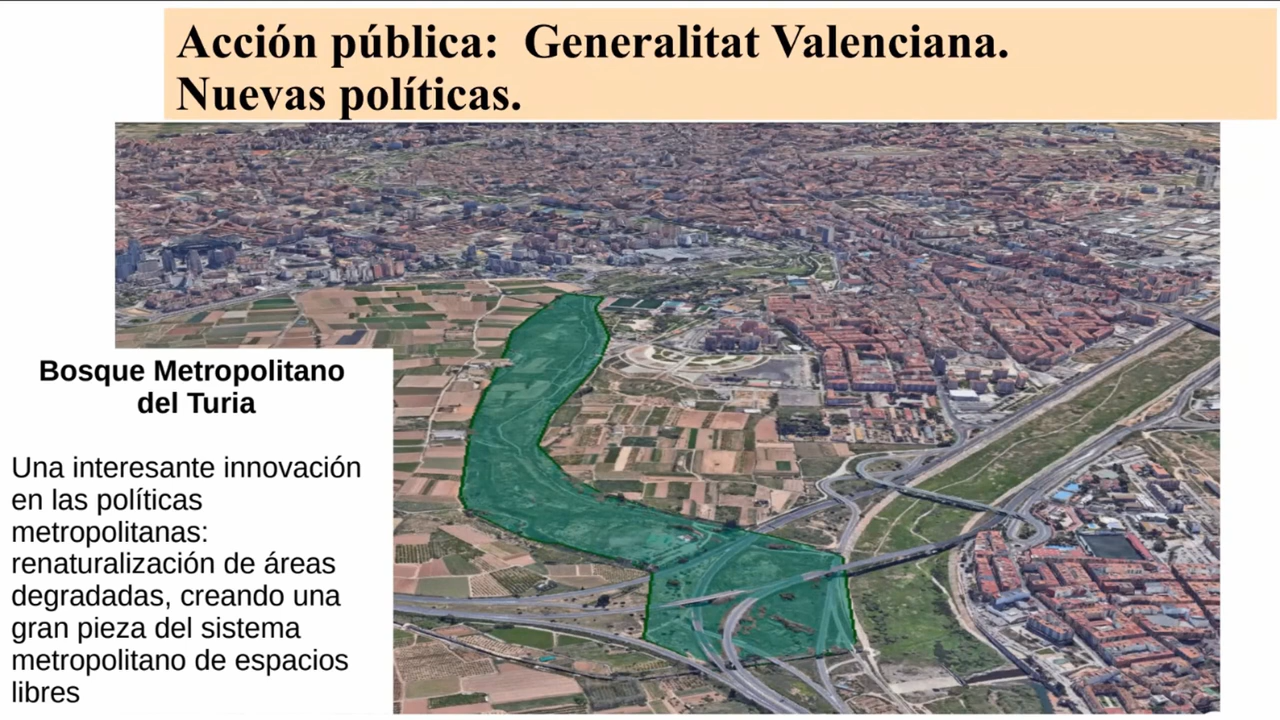 Acción pública:  Generalitat Valenciana.
Nuevas políticas.
Bosque Metropolitano
del Turia
Una interesante innovación
en las políticas
metropolitanas:
renaturalización de áreas
degradadas, creando una
gran pieza del sistema
metropolitano de espacios
libres